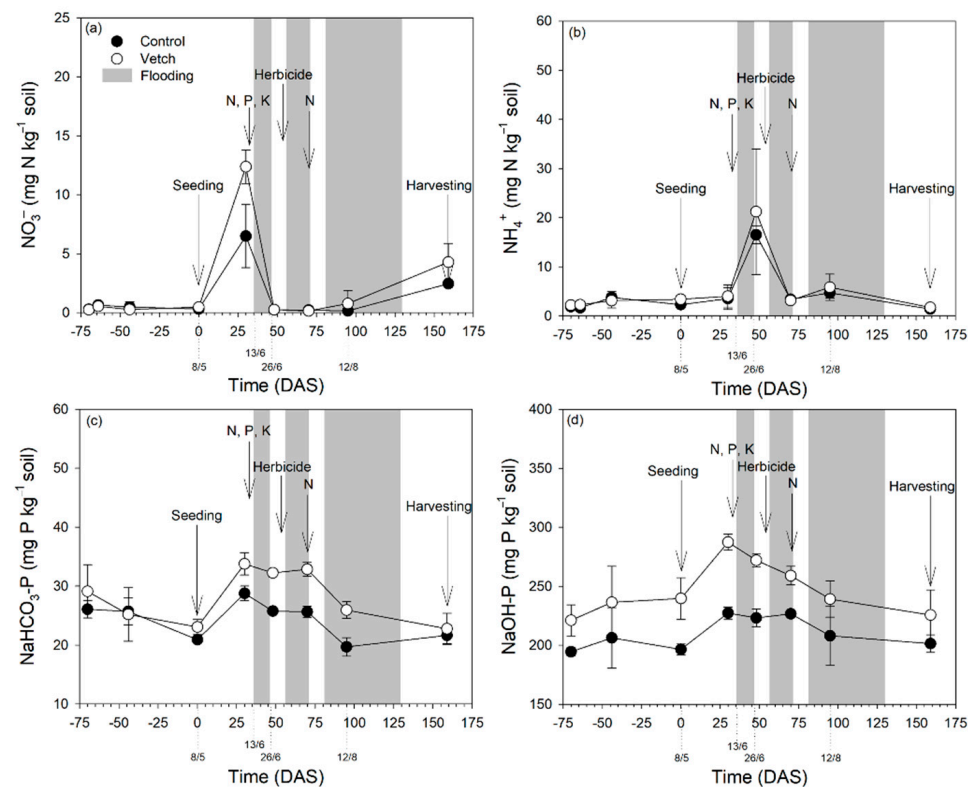 (a)
Control
Vetch
Flooding
Herbicide
N, P, K
N
Seeding
Harvesting
25
20
15
10
5
0
NO₃⁻ (mg N kg⁻¹ soil)
-75 -50 -25 0 25 50 75 100 125 150 175
13/6
8/5 26/6 12/8
Time (DAS)
(b)
Herbicide
N, P, K
N
Seeding
Harvesting
60
50
40
30
20
10
0
NH₄⁺ (mg N kg⁻¹ soil)
-75 -50 -25 0 25 50 75 100 125 150 175
13/6
8/5 26/6 12/8
Time (DAS)
(c)
N, P, K
Herbicide
N
Seeding
Harvesting
60
50
40
30
20
10
NaHCO3-P (mg P kg⁻¹ soil)
-75 -50 -25 0 25 50 75 100 125 150 175
13/6
8/5 26/6 12/8
Time (DAS)
(d)
N, P, K
Seeding
Herbicide
N
Harvesting
400
350
300
250
200
150
NaOH-P (mg P kg⁻¹ soil)
-75 -50 -25 0 25 50 75 100 125 150 175
13/6
8/5 26/6 12/8
Time (DAS)